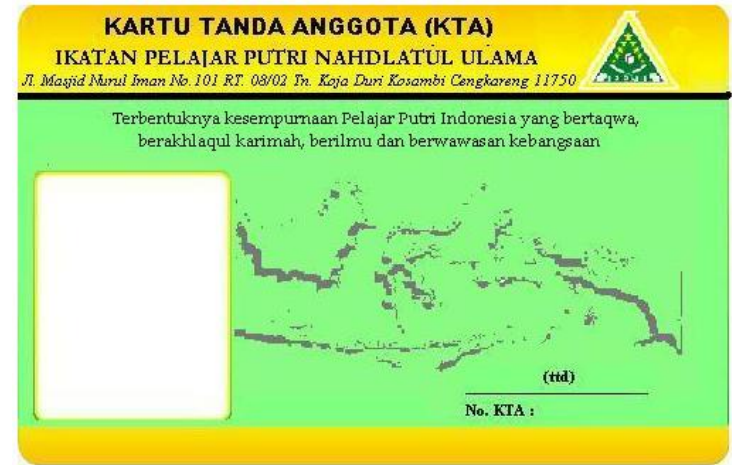 KARTU TANDA ANGGOTA (KTA)
IKATAN PELAJAR PUTRI NAHDLATUL ULAMA
Jl. Masjid Nurul Iman No. 101 RT. 08/02 Tn. Koja Duri Kosambi Cengkareng 11750
Terbentuknya kesempurnaan Pelajar Putri Indonesia yang bertaqwa,
berakhlaqul karimah, berilmu dan berwawasan kebangsaan
(ttd)
No. KTA :